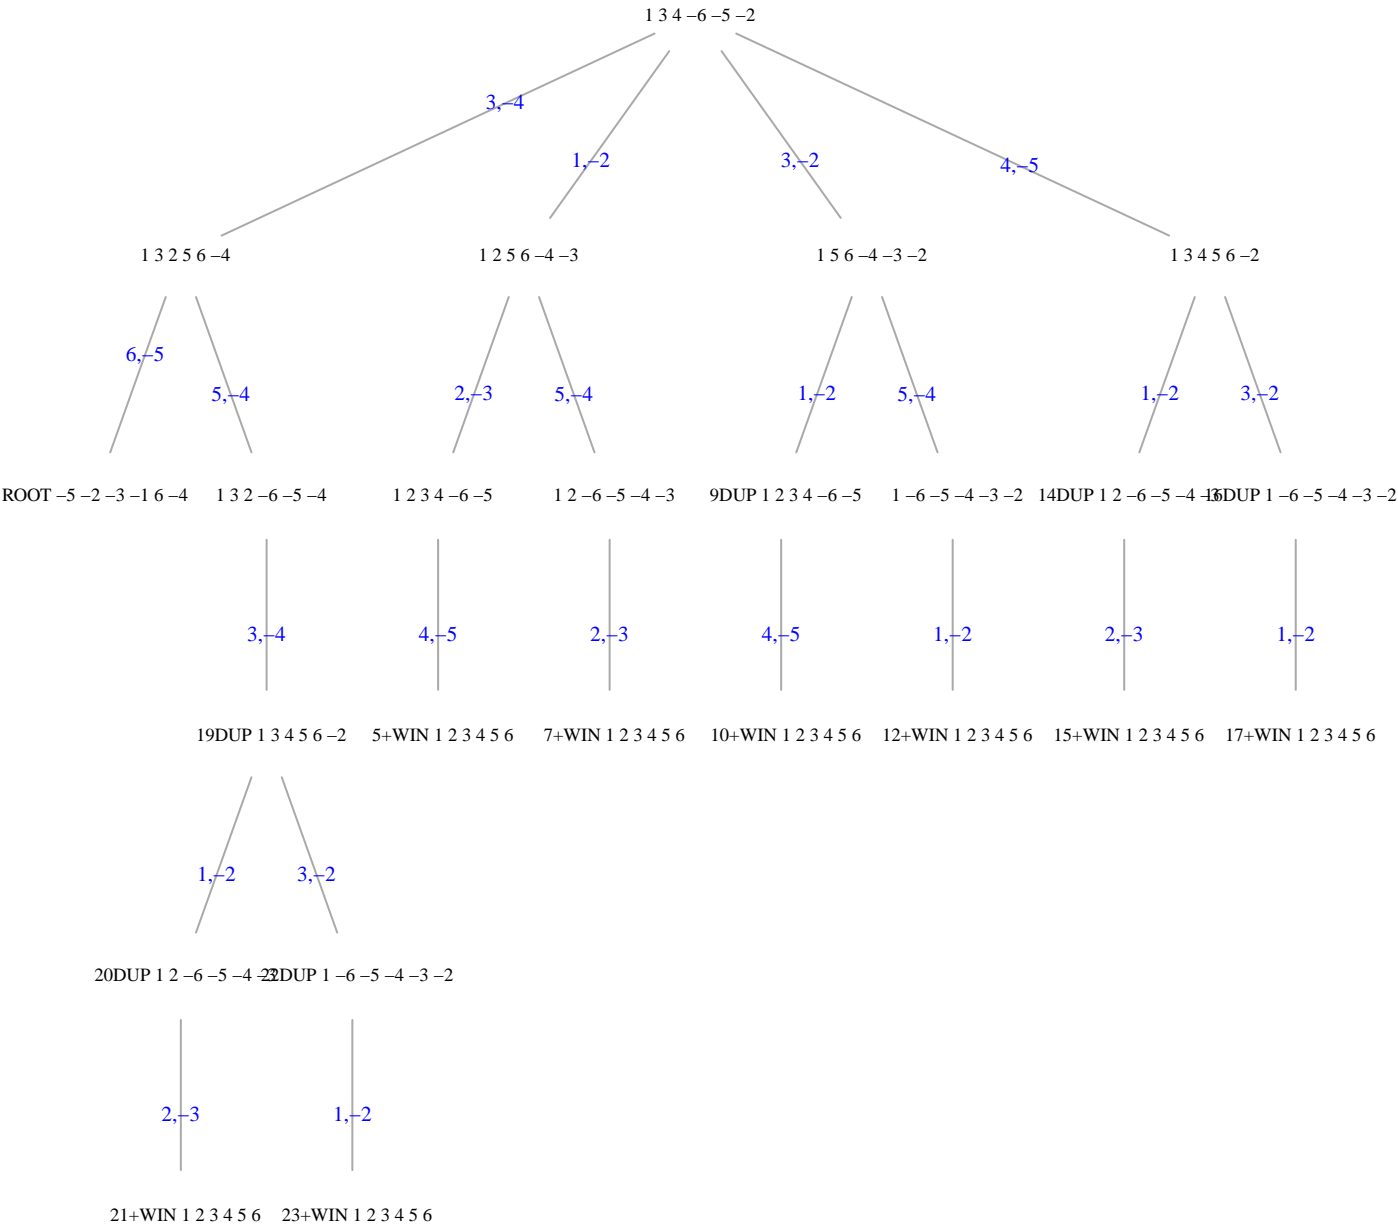 1 3 4 –6 –5 –2
3,–4
1,–2
3,–2
4,–5
1 3 2 5 6 –4
1 2 5 6 –4 –3
1 5 6 –4 –3 –2
1 3 4 5 6 –2
6,–5
5,–4
2,–3
5,–4
1,–2
5,–4
1,–2
3,–2
ROOT –5 –2 –3 –1 6 –4
1 3 2 –6 –5 –4
1 2 3 4 –6 –5
1 2 –6 –5 –4 –3
9DUP 1 2 3 4 –6 –5
1 –6 –5 –4 –3 –2
14DUP 1 2 –6 –5 –4 –3
16DUP 1 –6 –5 –4 –3 –2
3,–4
4,–5
2,–3
4,–5
1,–2
2,–3
1,–2
19DUP 1 3 4 5 6 –2
5+WIN 1 2 3 4 5 6
7+WIN 1 2 3 4 5 6
10+WIN 1 2 3 4 5 6
12+WIN 1 2 3 4 5 6
15+WIN 1 2 3 4 5 6
17+WIN 1 2 3 4 5 6
1,–2
3,–2
20DUP 1 2 –6 –5 –4 –3
22DUP 1 –6 –5 –4 –3 –2
2,–3
1,–2
21+WIN 1 2 3 4 5 6
23+WIN 1 2 3 4 5 6